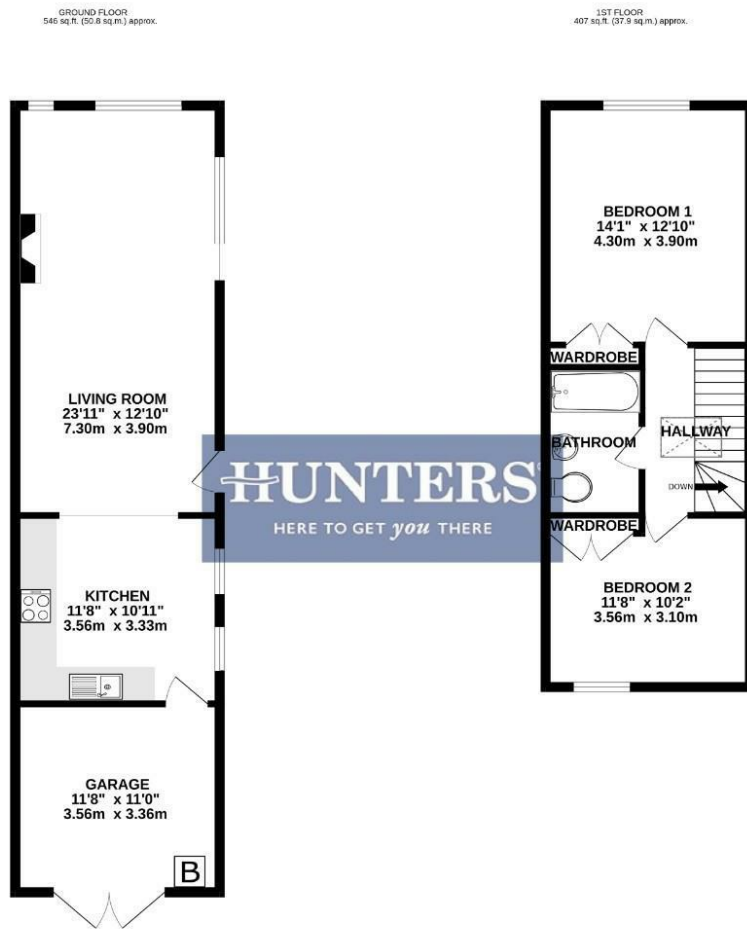 GROUND FLOOR
546 sq.ft. (50.8 sq.m.) approx.
1ST FLOOR
407 sq.ft. (37.9 sq.m.) approx.
BEDROOM 1
14'1" x 12'10"
4.30m x 3.90m
WARDROBE
LIVING ROOM
23'11" x 12'10"
7.30m x 3.90m
BATHROOM
HALLWAY
DOWN
HUNTERS®
HERE TO GET you THERE
WARDROBE
KITCHEN
11'8" x 10'11"
3.56m x 3.33m
BEDROOM 2
11'8" x 10'2"
3.56m x 3.10m
GARAGE
11'8" x 11'0"
3.56m x 3.36m
B